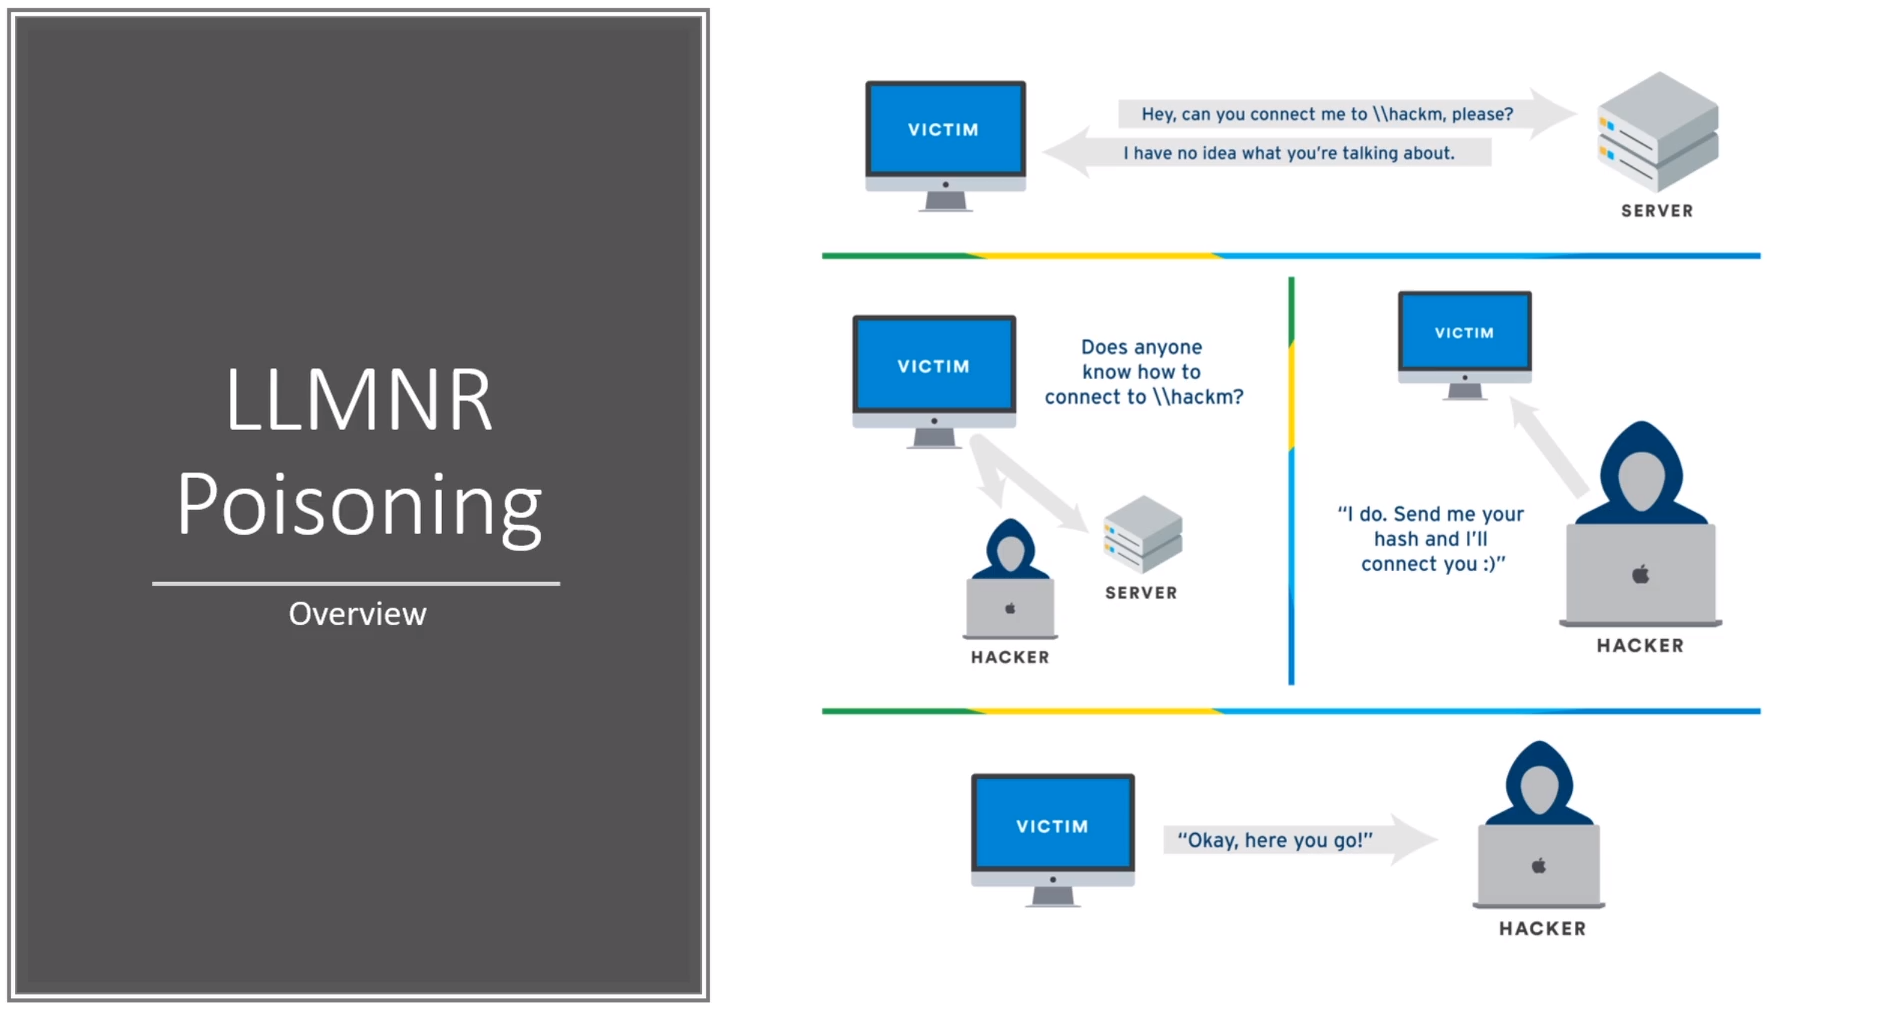 LLMNR
Poisoning
Overview
VICTIM
Hey, can you connect me to \\hackm, please?
I have no idea what you're talking about.
SERVER
VICTIM
Does anyone
know how to
connect to \\hackm?
SERVER
HACKER
VICTIM
“I do. Send me your
hash and I'll
connect you :)”
HACKER
VICTIM
“Okay, here you go!”
HACKER